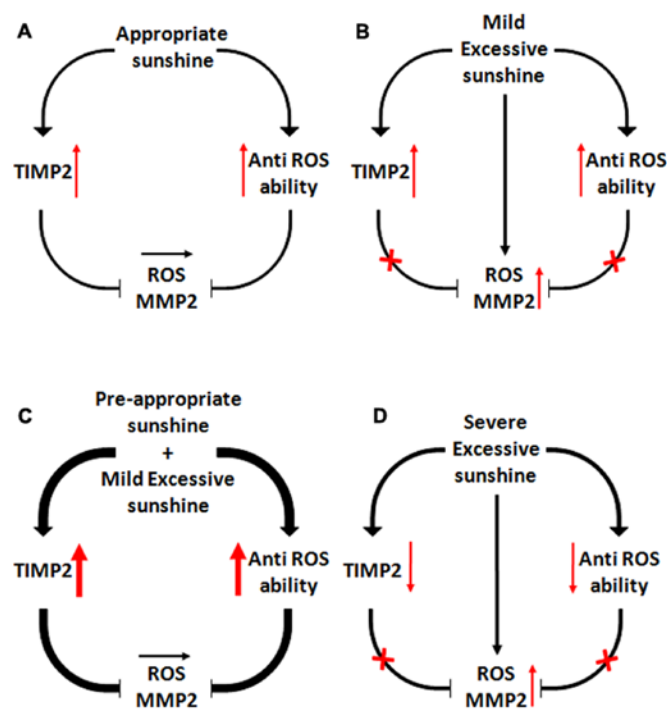 A
Appropriate
sunshine
TIMP2
Anti ROS
ability
ROS
MMP2
B
Mild
Excessive
sunshine
TIMP2
Anti ROS
ability
ROS
MMP2
C
Pre-appropriate
sunshine
+
Mild Excessive
sunshine
TIMP2
Anti ROS
ability
ROS
MMP2
D
Severe
Excessive
sunshine
TIMP2
Anti ROS
ability
ROS
MMP2